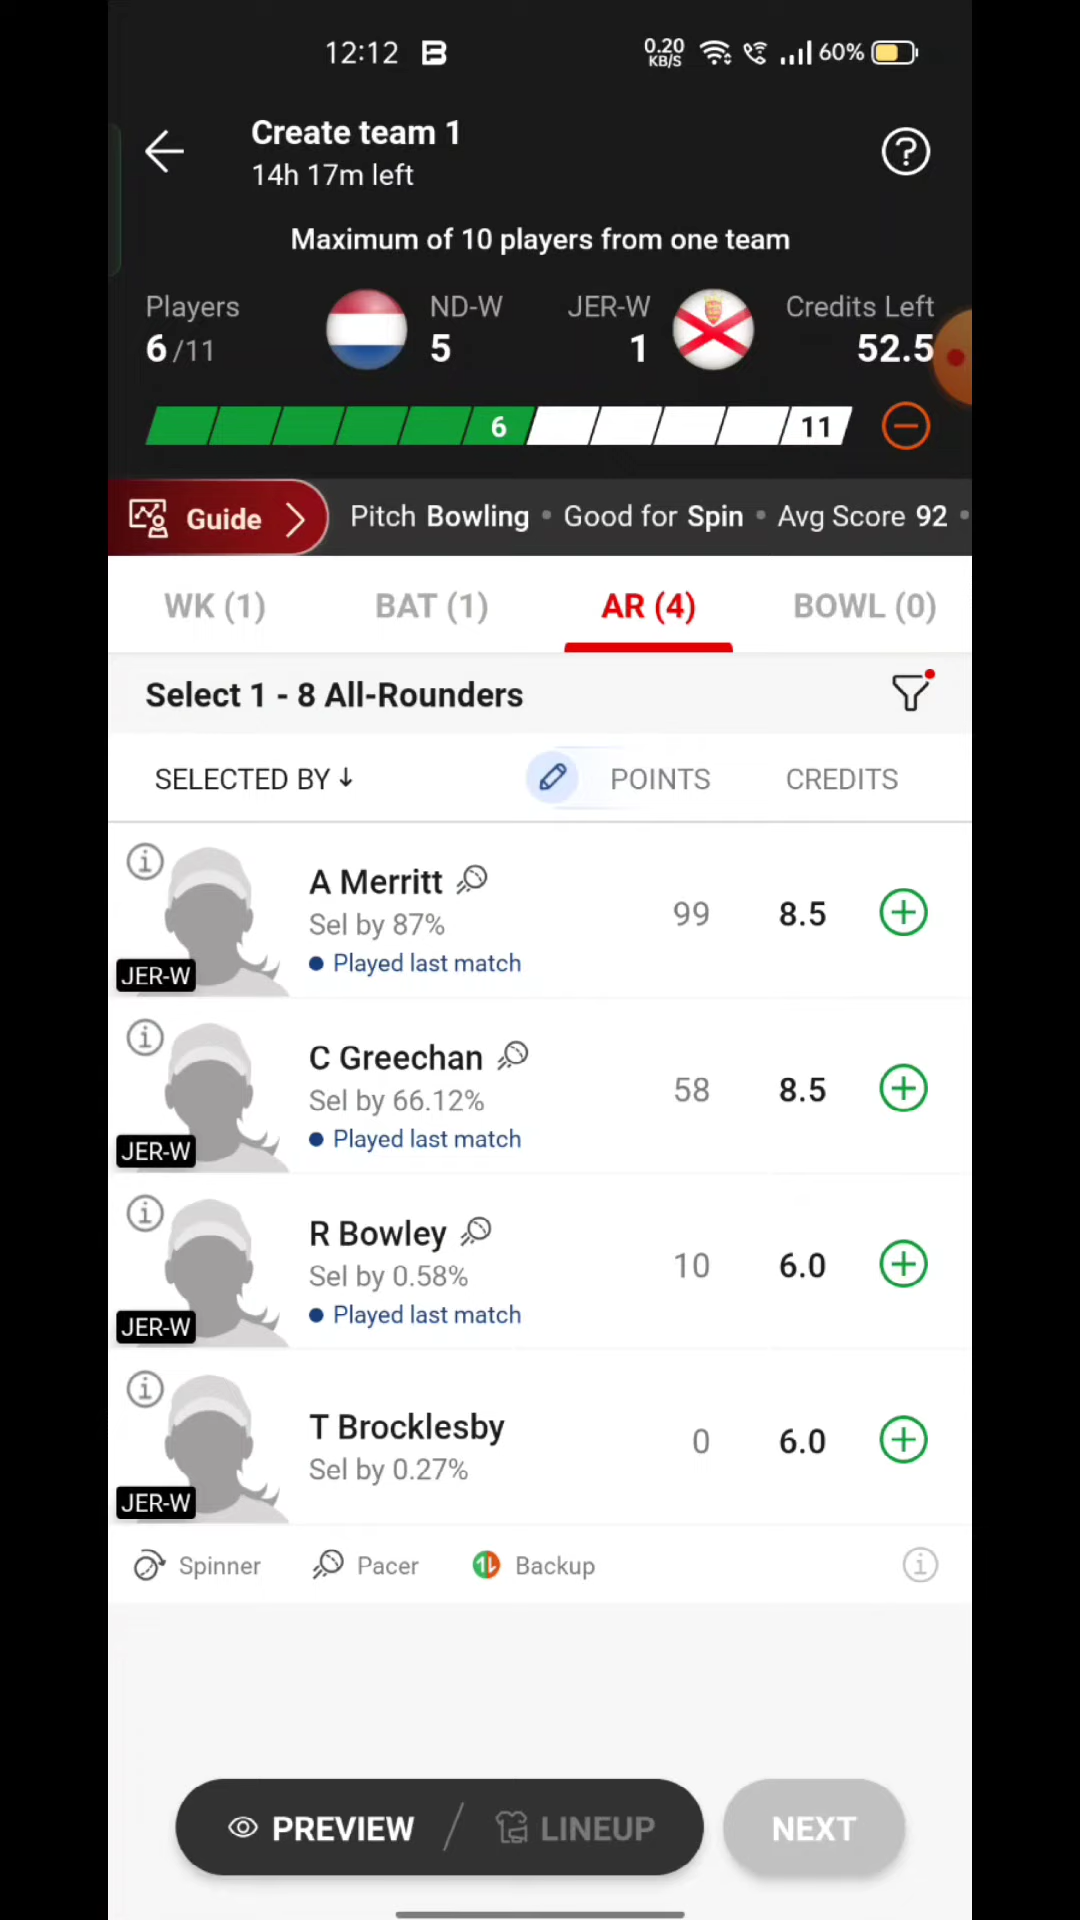 12:12
0.20 KB/S
60%
Create team 1
14h 17m left
?
Maximum of 10 players from one team
Players
6/11
ND-W
5
JER-W
1
Credits Left
52.5
6
11
Guide
Pitch Bowling • Good for Spin • Avg Score 92 •
WK (1)
BAT (1)
AR (4)
BOWL (0)
Select 1 - 8 All-Rounders
SELECTED BY ↓
POINTS
CREDITS
A Merritt
Sel by 87%
Played last match
99
8.5
JER-W
C Greechan
Sel by 66.12%
Played last match
58
8.5
JER-W
R Bowley
Sel by 0.58%
Played last match
10
6.0
JER-W
T Brocklesby
Sel by 0.27%
0
6.0
JER-W
Spinner
Pacer
Backup
PREVIEW / LINEUP
NEXT